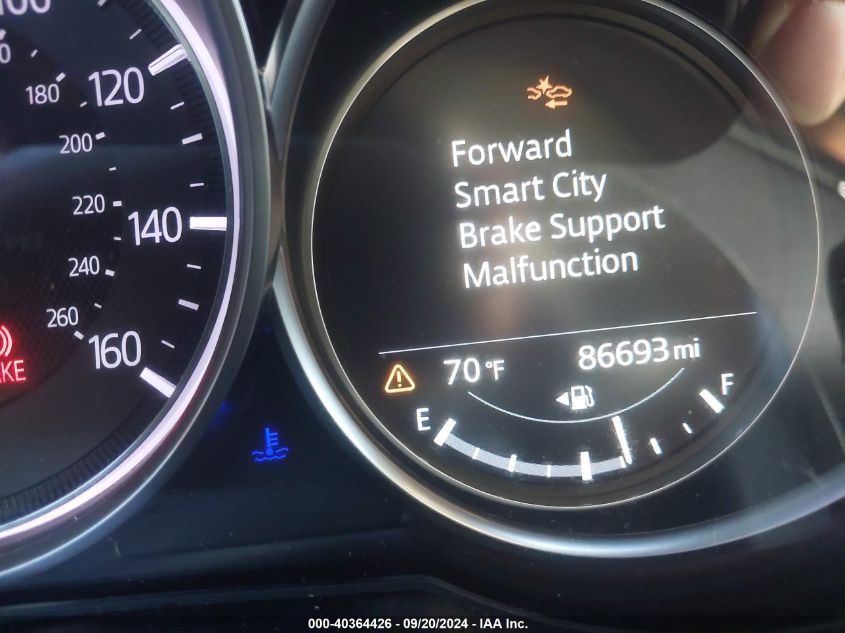 120
180
200
220
140
240
260
160
Forward
Smart City
Brake Support
Malfunction
70 °F
86693 mi
E
F
000-40364426 - 09/20/2024 - IAA Inc.